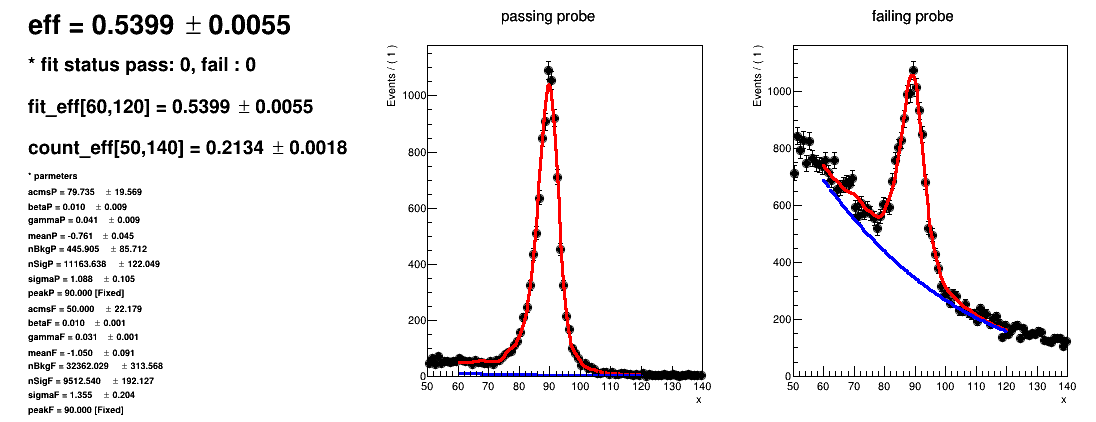 eff = 0.5399 ± 0.0055
* fit status pass: 0, fail : 0
fit_eff[60,120] = 0.5399 ± 0.0055
count_eff[50,140] = 0.2134 ± 0.0018
* parmeters
acmsP = 79.735 ± 19.569
betaP = 0.010 ± 0.009
gammaP = 0.041 ± 0.009
meanP = -0.761 ± 0.045
nBkgP = 445.905 ± 85.712
nSigP = 11163.638 ± 122.049
sigmaP = 1.088 ± 0.105
peakP = 90.000 [Fixed]
acmsF = 50.000 ± 22.179
betaF = 0.010 ± 0.001
gammaF = 0.031 ± 0.001
meanF = -1.050 ± 0.091
nBkgF = 32362.029 ± 313.568
nSigF = 9512.540 ± 192.127
sigmaF = 1.355 ± 0.204
peakF = 90.000 [Fixed]
passing probe
Events / ( 1 )
1000
800
600
400
200
0
50 60 70 80 90 100 110 120 130 140
x
failing probe
Events / ( 1 )
1000
800
600
400
200
0
50 60 70 80 90 100 110 120 130 140
x